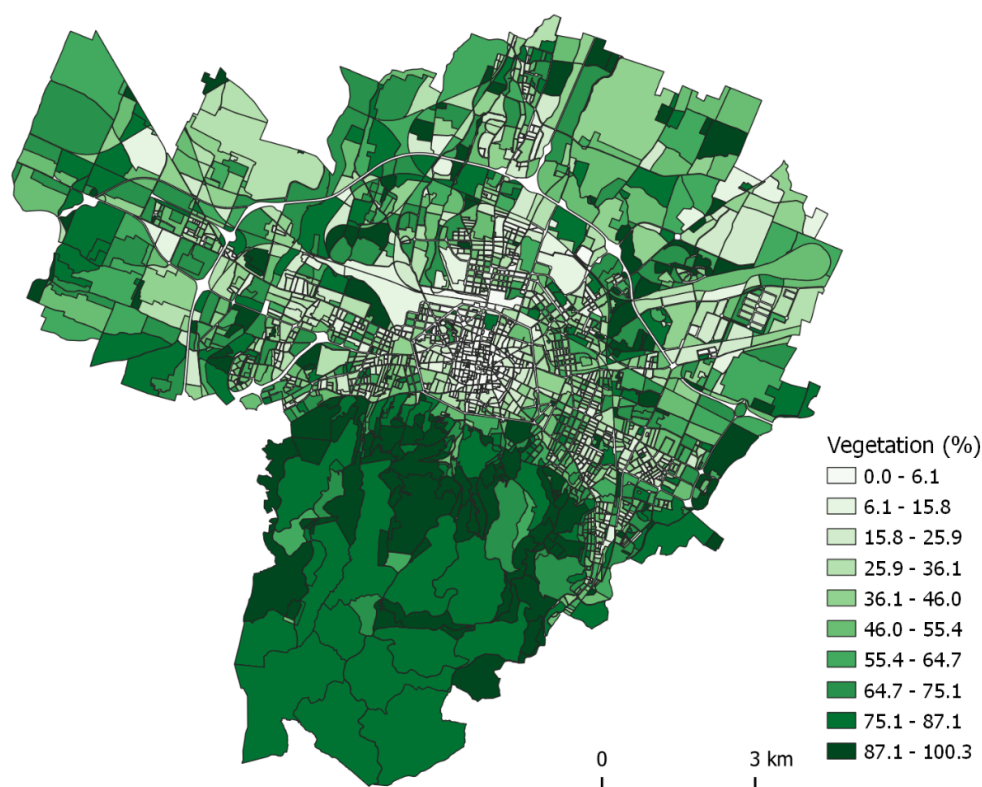 Vegetation (%)
0.0 - 6.1
6.1 - 15.8
15.8 - 25.9
25.9 - 36.1
36.1 - 46.0
46.0 - 55.4
55.4 - 64.7
64.7 - 75.1
75.1 - 87.1
87.1 - 100.3
0 3 km